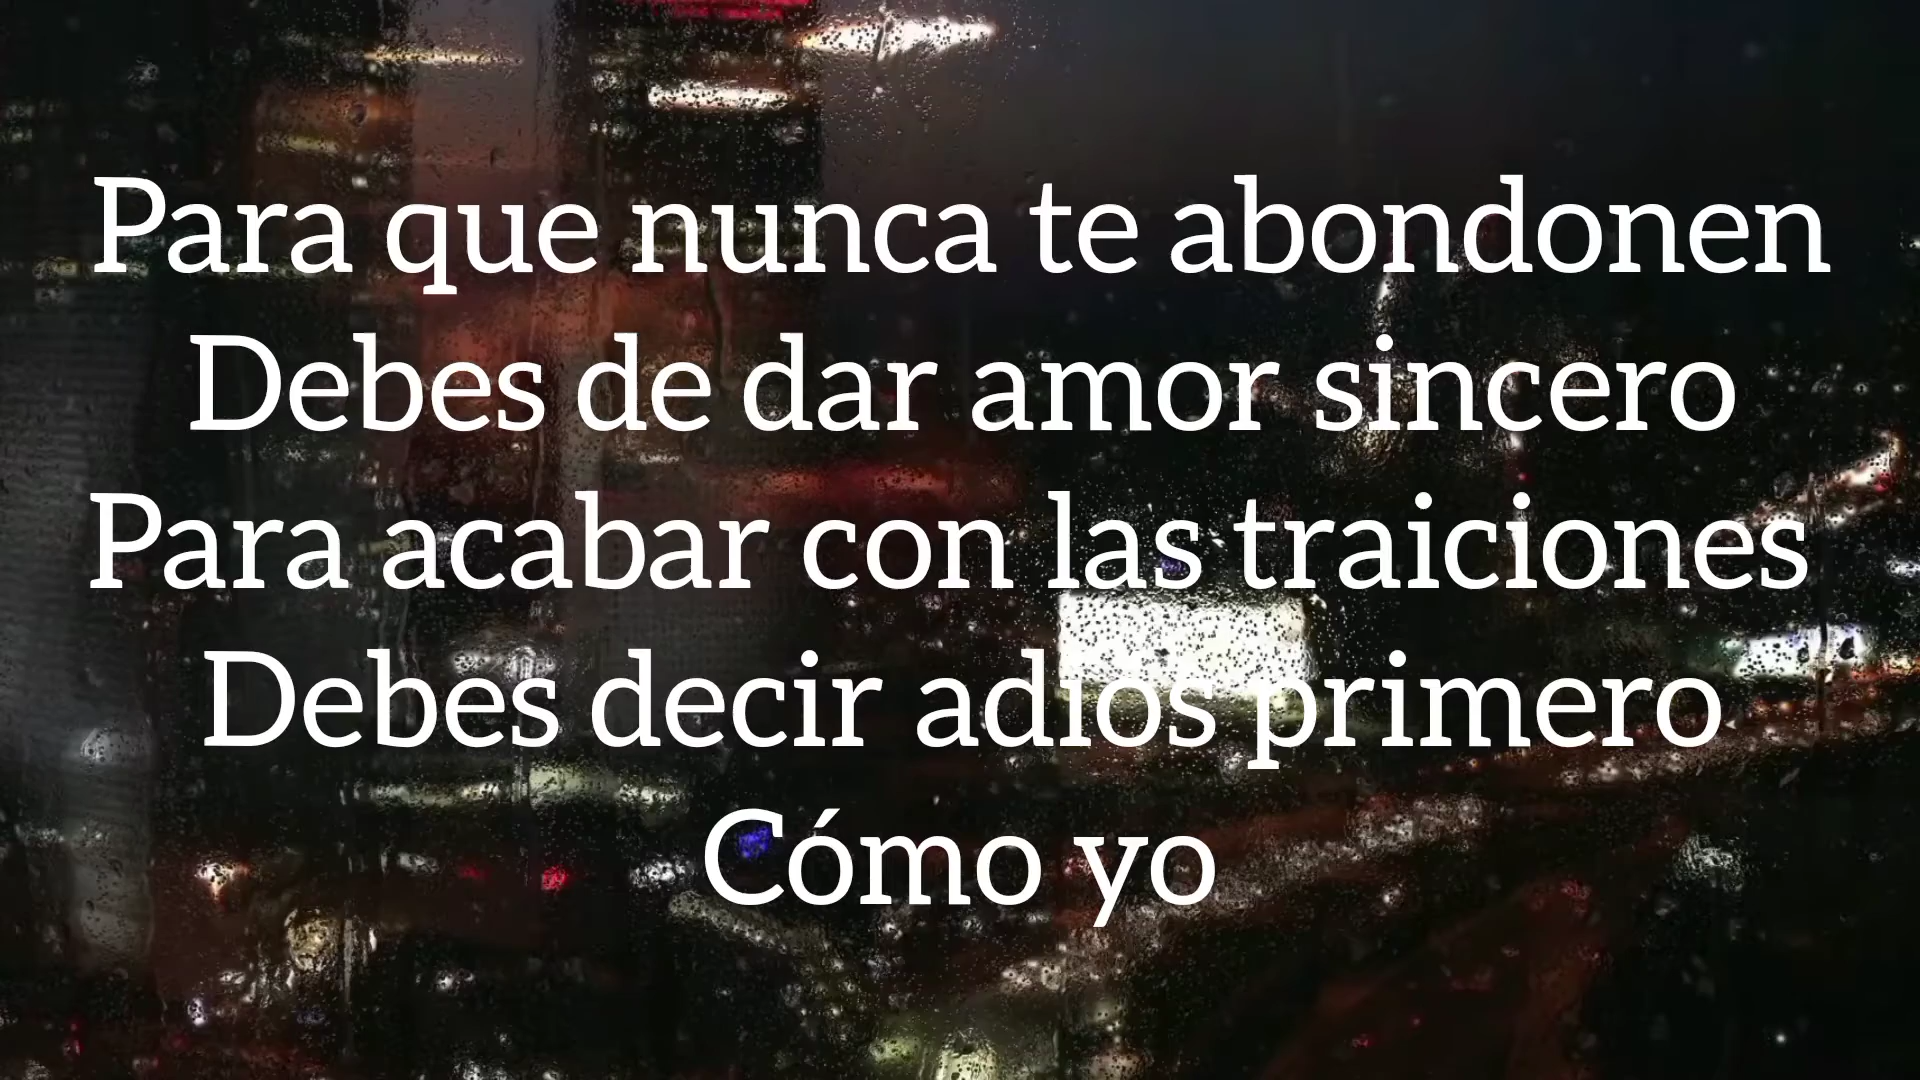 Para que nunca te abondonen
Debes de dar amor sincero
Para acabar con las traiciones
Debes decir adios primero
Cómo yo